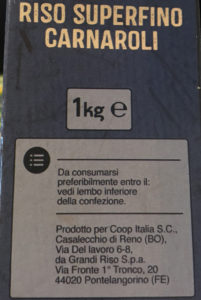 RISO SUPERFINO
CARNAROLI
1kg ℮
Da consumarsi
preferibilmente entro il:
vedi lembo inferiore
della confezione.
Prodotto per Coop Italia S.C.,
Casalecchio di Reno (BO),
Via Del lavoro 6-8,
da Grandi Riso S.p.a.
Via Fronte 1° Tronco, 20
44020 Pontelangorino (FE)